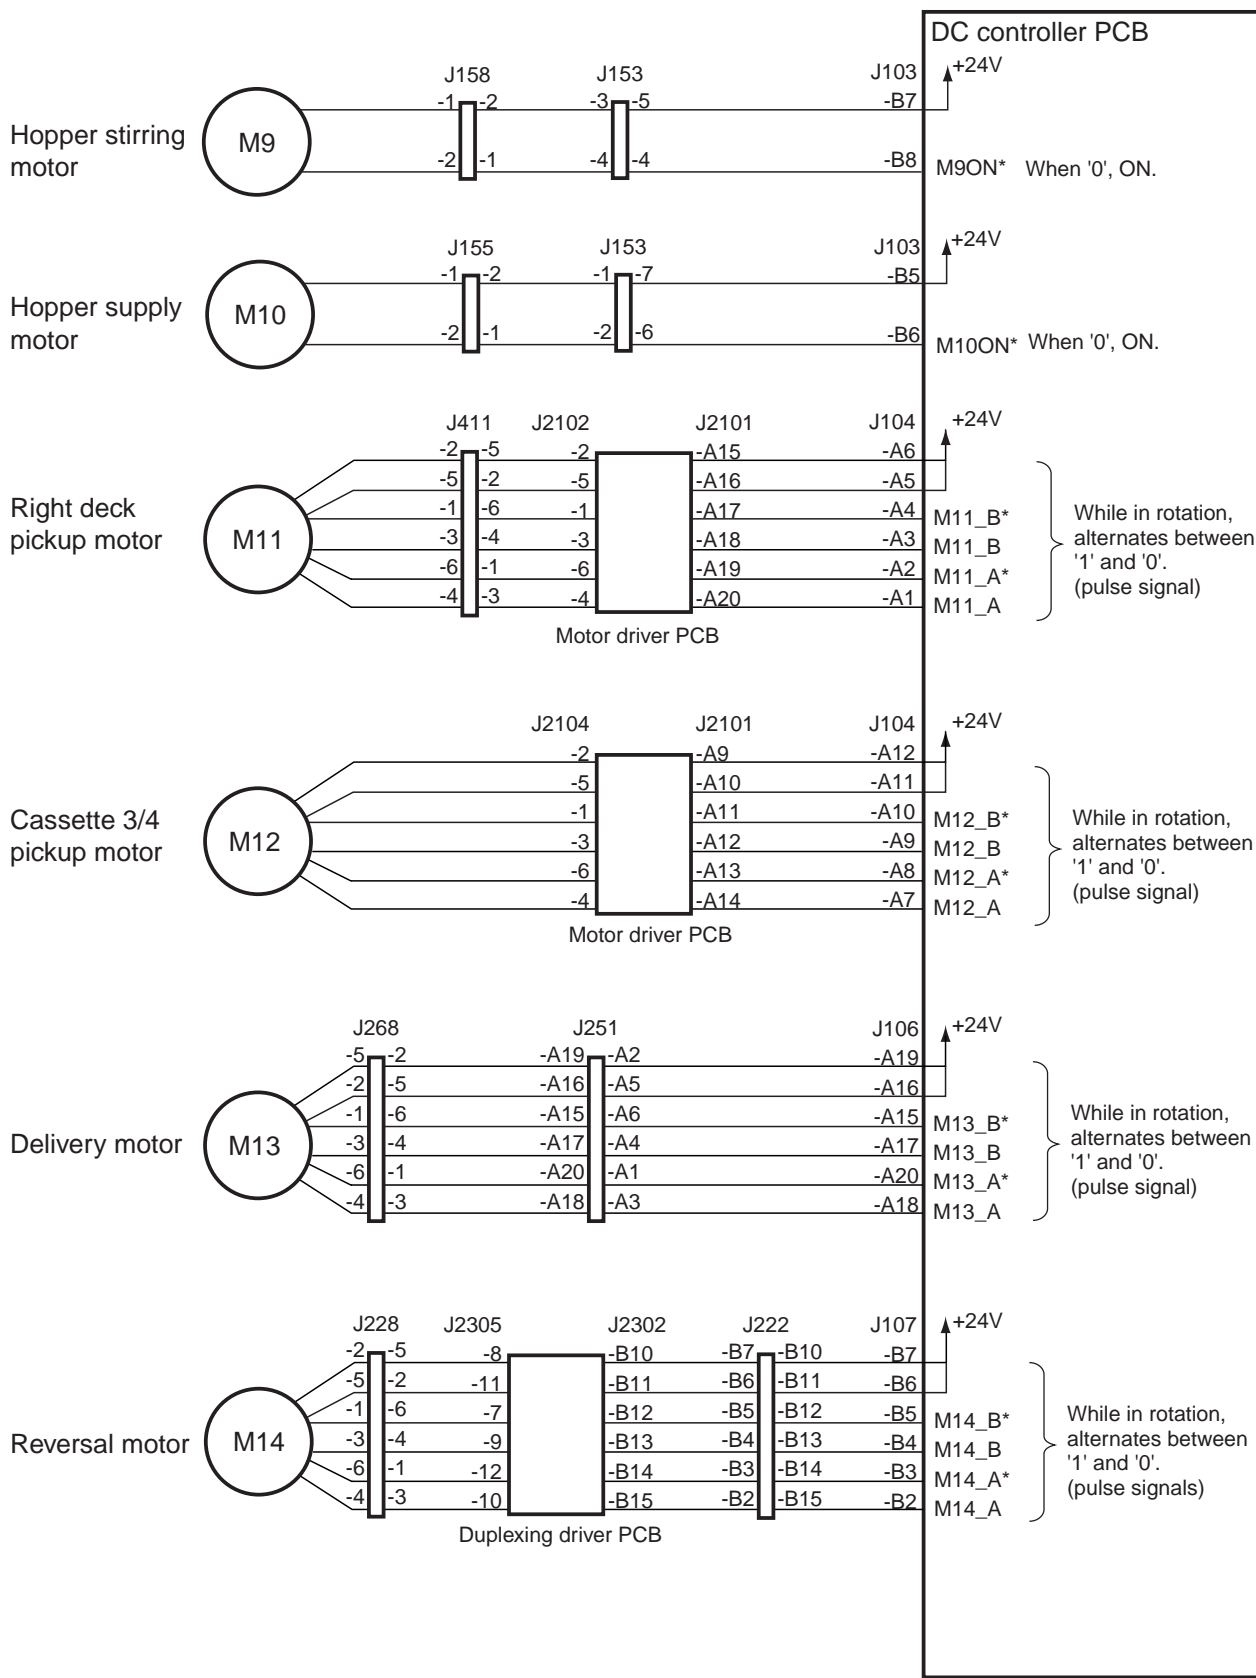 DC controller PCB
J158 J153 J103 +24V
-1 -2 -3 -5 -B7
Hopper stirring
motor
M9
-2 -1 -4 -4 -B8 M9ON* When '0', ON.
J155 J153 J103 +24V
-1 -2 -1 -7 -B5
Hopper supply
motor
M10
-2 -1 -2 -6 -B6 M10ON* When '0', ON.
J411 J2102 J2101 J104 +24V
-2 -5 -2 -A15 -A6
-5 -2 -5 -A16 -A5
-1 -6 -1 -A17 -A4 M11_B*
-3 -4 -3 -A18 -A3 M11_B
-6 -1 -6 -A19 -A2 M11_A*
-4 -3 -4 -A20 -A1 M11_A
Right deck
pickup motor
M11
While in rotation,
alternates between
'1' and '0'.
(pulse signal)
Motor driver PCB
J2104 J2101 J104 +24V
-2 -A9 -A12
-5 -A10 -A11
-1 -A11 -A10 M12_B*
-3 -A12 -A9 M12_B
-6 -A13 -A8 M12_A*
-4 -A14 -A7 M12_A
Cassette 3/4
pickup motor
M12
While in rotation,
alternates between
'1' and '0'.
(pulse signal)
Motor driver PCB
J268 J251 J106 +24V
-5 -2 -A19 -A2 -A19
-2 -5 -A16 -A5 -A16
-1 -6 -A15 -A6 -A15 M13_B*
-3 -4 -A17 -A4 -A17 M13_B
-6 -1 -A20 -A1 -A20 M13_A*
-4 -3 -A18 -A3 -A18 M13_A
Delivery motor
M13
While in rotation,
alternates between
'1' and '0'.
(pulse signal)
J228 J2305 J2302 J222 J107 +24V
-2 -5 -8 -B10 -B7 -B10 -B7
-5 -2 -11 -B11 -B6 -B11 -B6
-1 -6 -7 -B12 -B5 -B12 -B5 M14_B*
-3 -4 -9 -B13 -B4 -B13 -B4 M14_B
-6 -1 -12 -B14 -B3 -B14 -B3 M14_A*
-4 -3 -10 -B15 -B2 -B15 -B2 M14_A
Reversal motor
M14
While in rotation,
alternates between
'1' and '0'.
(pulse signals)
Duplexing driver PCB